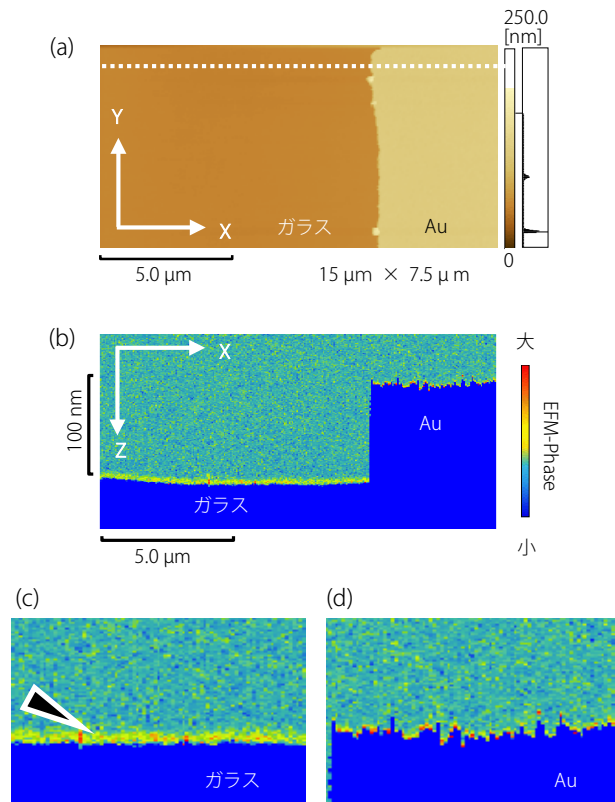 (a)
250.0
[nm]
Y
X
ガラス
Au
0
5.0 μm
15 μm × 7.5 μ m
(b)
X
大
100 nm
Z
Au
EFM-Phase
ガラス
小
5.0 μm
(c)
(d)
ガラス
Au